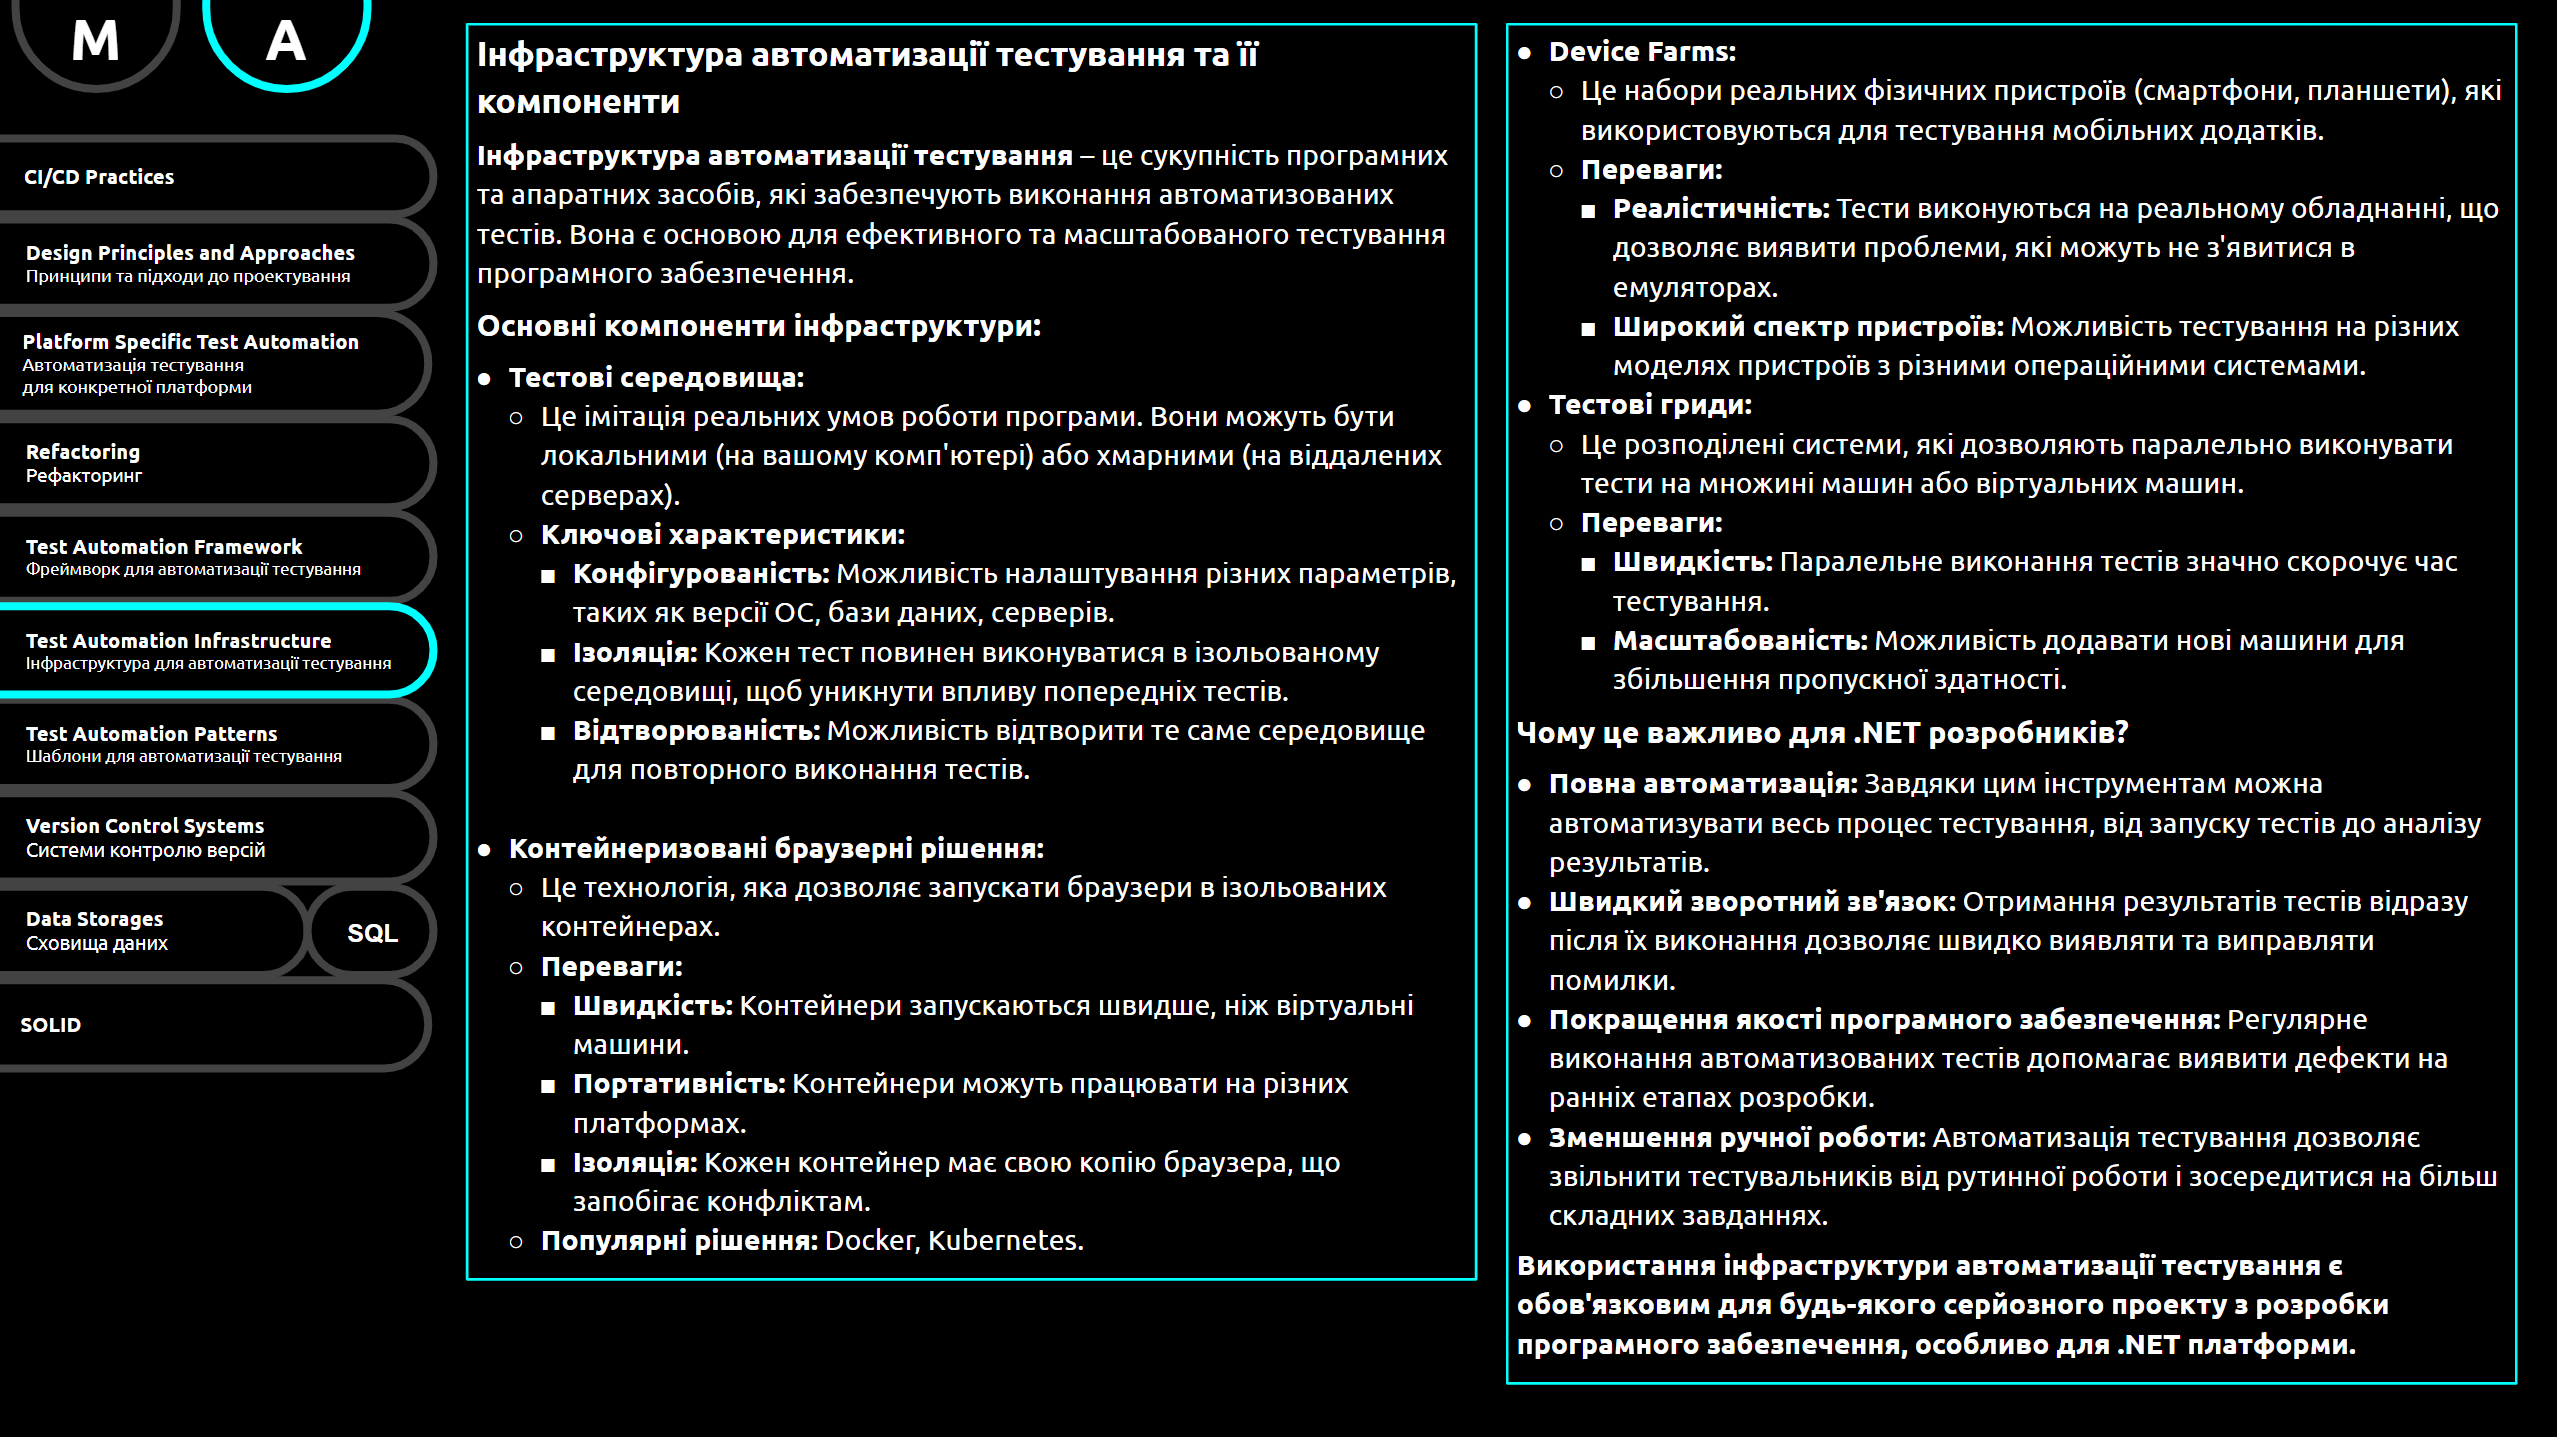 M
A
CI/CD Practices
Design Principles and Approaches
Принципи та підходи до проектування
Platform Specific Test Automation
Автоматизація тестування
для конкретної платформи
Refactoring
Рефакторинг
Test Automation Framework
Фреймворк для автоматизації тестування
Test Automation Infrastructure
Інфраструктура для автоматизації тестування
Test Automation Patterns
Шаблони для автоматизації тестування
Version Control Systems
Системи контролю версій
Data Storages
Сховища даних
SQL
SOLID
Інфраструктура автоматизації тестування та її
компоненти
Інфраструктура автоматизації тестування – це сукупність програмних
та апаратних засобів, які забезпечують виконання автоматизованих
тестів. Вона є основою для ефективного та масштабованого тестування
програмного забезпечення.
Основні компоненти інфраструктури:
● Тестові середовища:
○ Це імітація реальних умов роботи програми. Вони можуть бути
локальними (на вашому комп'ютері) або хмарними (на віддалених
серверах).
○ Ключові характеристики:
■ Конфігурованість: Можливість налаштування різних параметрів,
таких як версії ОС, бази даних, серверів.
■ Ізоляція: Кожен тест повинен виконуватися в ізольованому
середовищі, щоб уникнути впливу попередніх тестів.
■ Відтворюваність: Можливість відтворити те саме середовище
для повторного виконання тестів.
● Контейнеризовані браузерні рішення:
○ Це технологія, яка дозволяє запускати браузери в ізольованих
контейнерах.
○ Переваги:
■ Швидкість: Контейнери запускаються швидше, ніж віртуальні
машини.
■ Портативність: Контейнери можуть працювати на різних
платформах.
■ Ізоляція: Кожен контейнер має свою копію браузера, що
запобігає конфліктам.
○ Популярні рішення: Docker, Kubernetes.
● Device Farms:
○ Це набори реальних фізичних пристроїв (смартфони, планшети), які
використовуються для тестування мобільних додатків.
○ Переваги:
■ Реалістичність: Тести виконуються на реальному обладнанні, що
дозволяє виявити проблеми, які можуть не з'явитися в
емуляторах.
■ Широкий спектр пристроїв: Можливість тестування на різних
моделях пристроїв з різними операційними системами.
● Тестові гриди:
○ Це розподілені системи, які дозволяють паралельно виконувати
тести на множині машин або віртуальних машин.
○ Переваги:
■ Швидкість: Паралельне виконання тестів значно скорочує час
тестування.
■ Масштабованість: Можливість додавати нові машини для
збільшення пропускної здатності.
Чому це важливо для .NET розробників?
● Повна автоматизація: Завдяки цим інструментам можна
автоматизувати весь процес тестування, від запуску тестів до аналізу
результатів.
● Швидкий зворотний зв'язок: Отримання результатів тестів відразу
після їх виконання дозволяє швидко виявляти та виправляти
помилки.
● Покращення якості програмного забезпечення: Регулярне
виконання автоматизованих тестів допомагає виявити дефекти на
ранніх етапах розробки.
● Зменшення ручної роботи: Автоматизація тестування дозволяє
звільнити тестувальників від рутинної роботи і зосередитися на більш
складних завданнях.
Використання інфраструктури автоматизації тестування є
обов'язковим для будь-якого серйозного проекту з розробки
програмного забезпечення, особливо для .NET платформи.